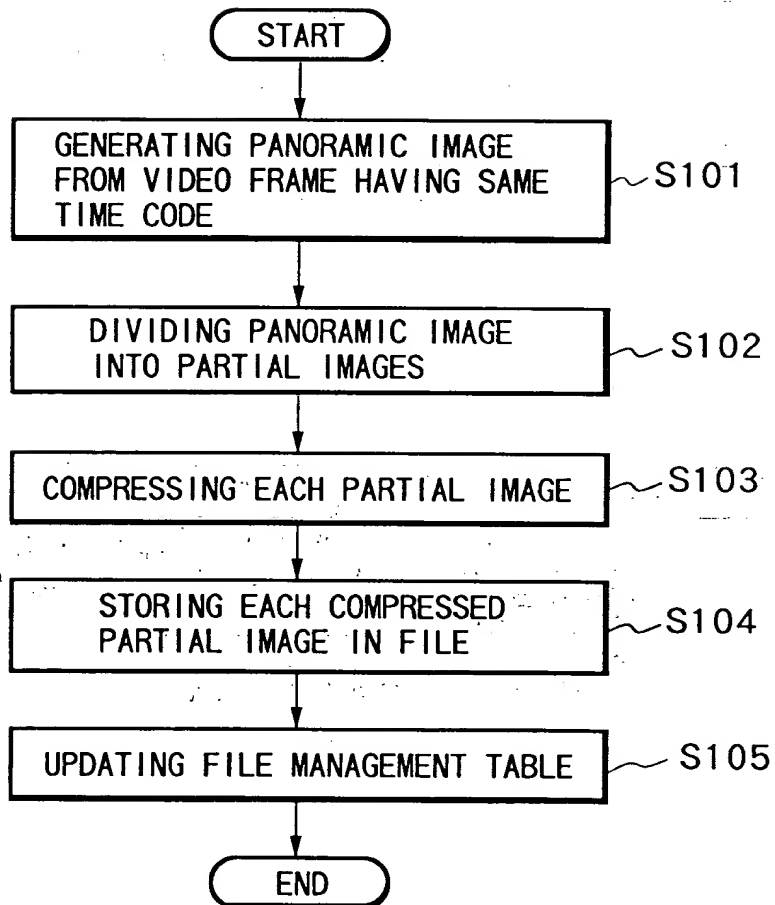 START
GENERATING PANORAMIC IMAGE
FROM VIDEO FRAME HAVING SAME
TIME CODE
S101
DIVIDING PANORAMIC IMAGE
INTO PARTIAL IMAGES
S102
COMPRESSING EACH PARTIAL IMAGE
S103
STORING EACH COMPRESSED
PARTIAL IMAGE IN FILE
S104
UPDATING FILE MANAGEMENT TABLE
S105
END